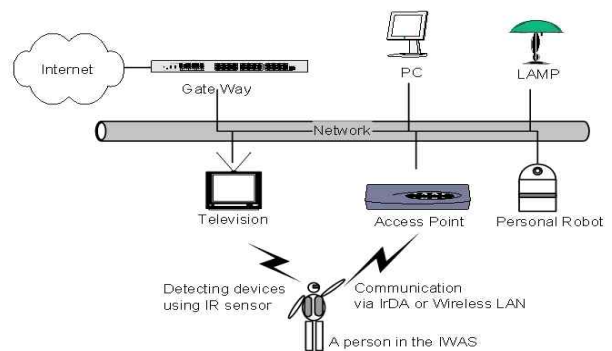 Internet
Gate Way
PC
LAMP
Network
Television
Access Point
Personal Robot
Detecting devices
using IR sensor
Communication
via IrDA or Wireless LAN
A person in the IWAS